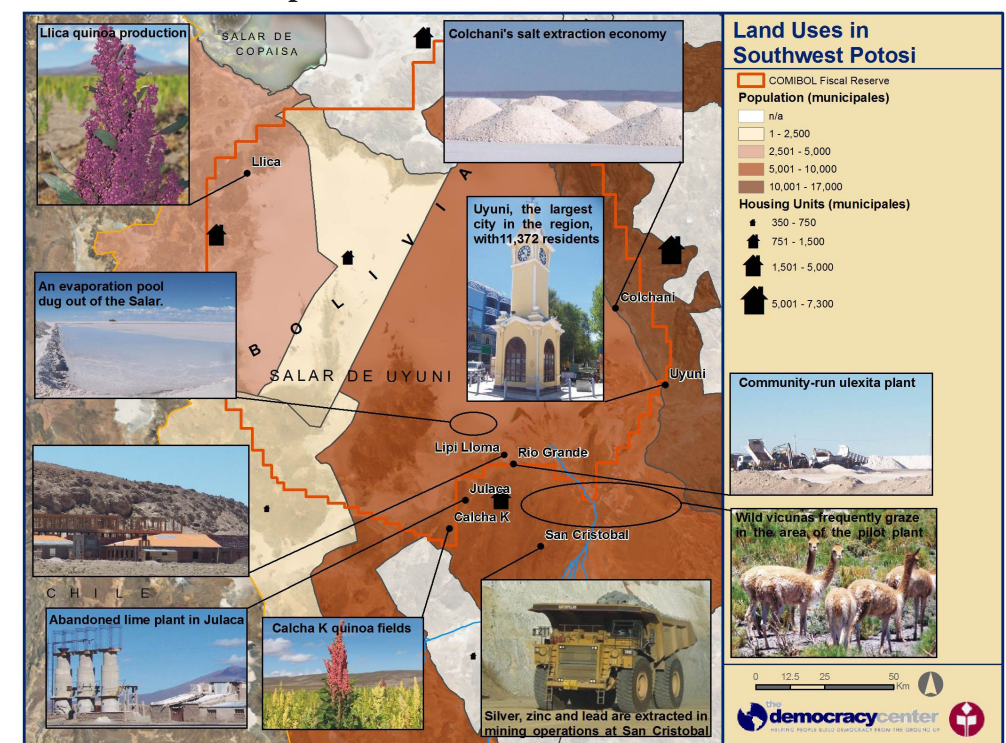 Llica quinoa production
SALAR DE
COPAISA
Colchani's salt extraction economy
Land Uses in
Southwest Potosi
COMIBOL Fiscal Reserve
Population (municipales)
n/a
1 - 2,500
2,501 - 5,000
5,001 - 10,000
10,001 - 17,000
Housing Units (municipales)
350 - 750
751 - 1,500
1,501 - 5,000
5,001 - 7,300
Llica
Uyuni, the largest
city in the region,
with11,372 residents
BOLIVIA
An evaporation pool
dug out of the Salar.
Colchani
SALAR DE UYUNI
Uyuni
Community-run ulexita plant
Lipi Lloma
Rio Grande
Julaca
Calcha K
San Cristobal
Wild vicunas frequently graze
in the area of the pilot plant
CHILE
Abandoned lime plant in Julaca
Calcha K quinoa fields
CATERPILLAR
Silver, zinc and lead are extracted in
mining operations at San Cristobal
0 12.5 25 50
Km
the
democracycenter
HELPING PEOPLE BUILD DEMOCRACY FROM THE GROUND UP